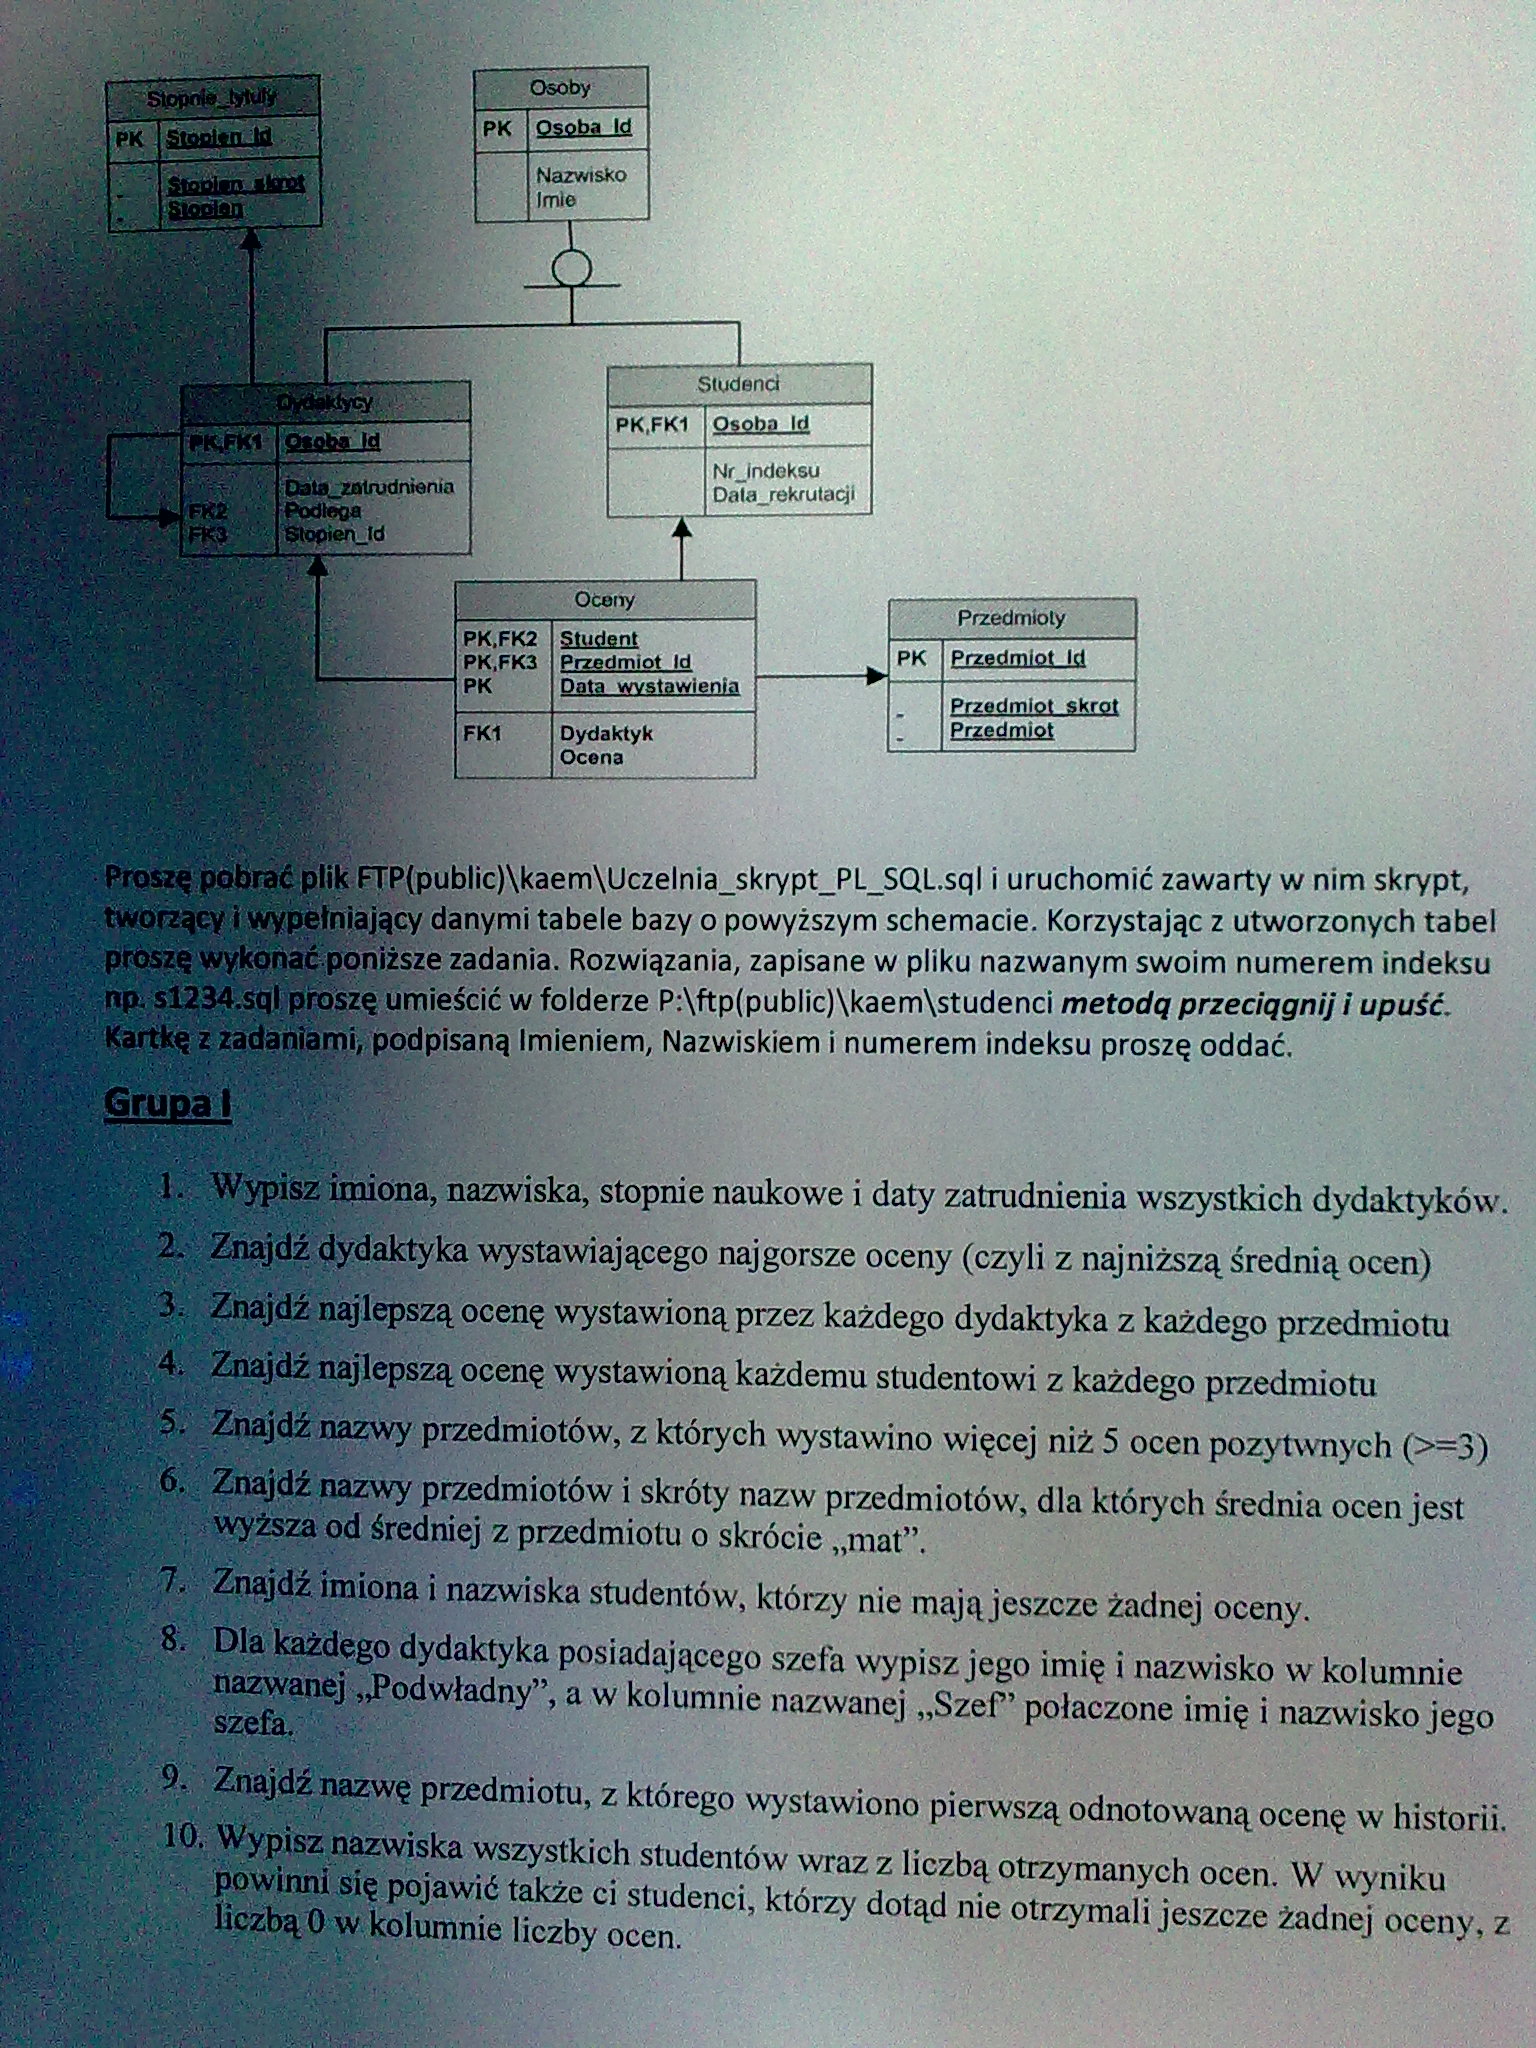 Stopnie_tytuly
PK Stopien_Id
Stopien_skrot
Stopien
Osoby
PK Osoba_Id
Nazwisko
Imie
Dydaktycy
PK,FK1 Osoba_Id
Data_zatrudnienia
FK2 Podlega
FK3 Stopien_Id
Studenci
PK,FK1 Osoba_Id
Nr_indeksu
Data_rekrutacji
Oceny
PK,FK2 Student
PK,FK3 Przedmiot_Id
PK Data_wystawienia
FK1 Dydaktyk
Ocena
Przedmioty
PK Przedmiot_Id
Przedmiot_skrot
Przedmiot
Proszę pobrać plik FTP(public)\kaem\Uczelnia_skrypt_PL_SQL.sql i uruchomić zawarty w nim skrypt,
tworzący i wypełniający danymi tabele bazy o powyższym schemacie. Korzystając z utworzonych tabel
proszę wykonać poniższe zadania. Rozwiązania, zapisane w pliku nazwanym swoim numerem indeksu
np. s1234.sql proszę umieścić w folderze P:\ftp(public)\kaem\studenci metodą przeciągnij i upuść.
Kartkę z zadaniami, podpisaną Imieniem, Nazwiskiem i numerem indeksu proszę oddać.
Grupa I
1. Wypisz imiona, nazwiska, stopnie naukowe i daty zatrudnienia wszystkich dydaktyków.
2. Znajdź dydaktyka wystawiającego najgorsze oceny (czyli z najniższą średnią ocen)
3. Znajdź najlepszą ocenę wystawioną przez każdego dydaktyka z każdego przedmiotu
4. Znajdź najlepszą ocenę wystawioną każdemu studentowi z każdego przedmiotu
5. Znajdź nazwy przedmiotów, z których wystawino więcej niż 5 ocen pozytwnych (>=3)
6. Znajdź nazwy przedmiotów i skróty nazw przedmiotów, dla których średnia ocen jest
wyższa od średniej z przedmiotu o skrócie „mat”.
7. Znajdź imiona i nazwiska studentów, którzy nie mają jeszcze żadnej oceny.
8. Dla każdego dydaktyka posiadającego szefa wypisz jego imię i nazwisko w kolumnie
nazwanej „Podwładny”, a w kolumnie nazwanej „Szef” połaczone imię i nazwisko jego
szefa.
9. Znajdź nazwę przedmiotu, z którego wystawiono pierwszą odnotowaną ocenę w historii.
10. Wypisz nazwiska wszystkich studentów wraz z liczbą otrzymanych ocen. W wyniku
powinni się pojawić także ci studenci, którzy dotąd nie otrzymali jeszcze żadnej oceny, z
liczbą 0 w kolumnie liczby ocen.